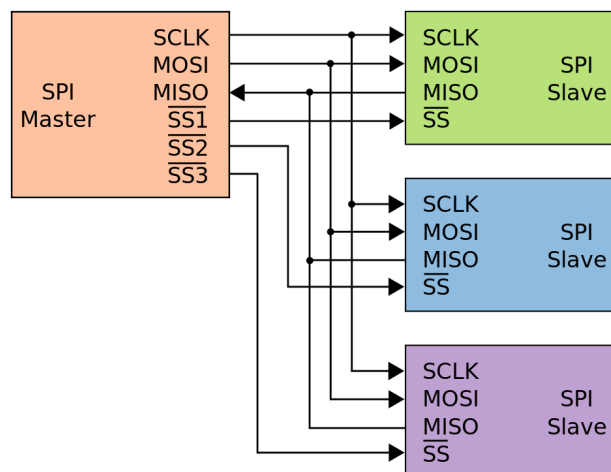 SCLK
MOSI
MISO
SS1
SS2
SS3
SPI
Master
SCLK
MOSI
MISO
SS
SPI
Slave
SCLK
MOSI
MISO
SS
SPI
Slave
SCLK
MOSI
MISO
SS
SPI
Slave